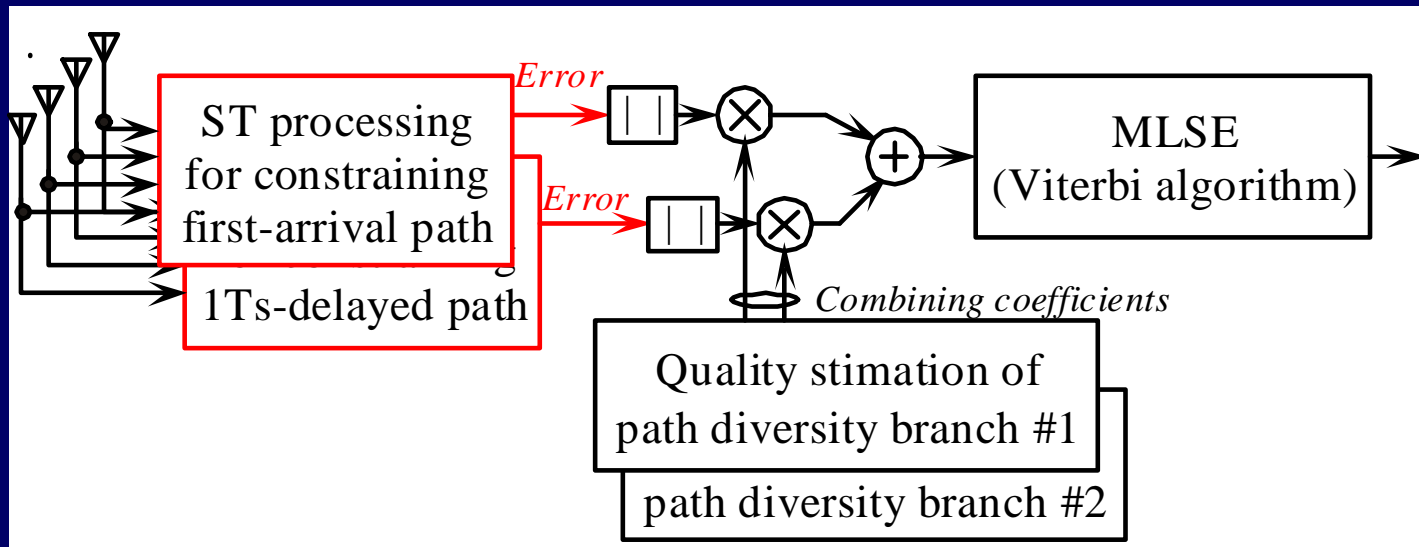 ST processing
for constraining
first-arrival path
1Ts-delayed path
Error
Error
| |
| |
MLSE
(Viterbi algorithm)
Combining coefficients
Quality stimation of
path diversity branch #1
path diversity branch #2